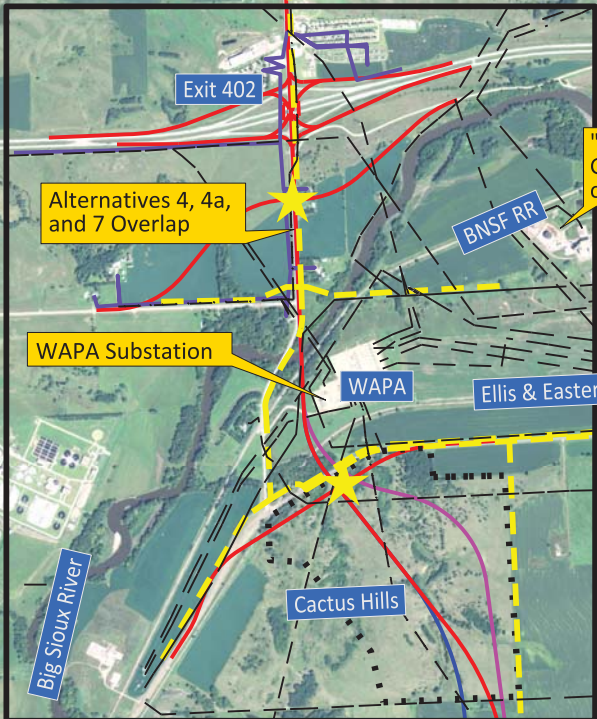 Exit 402
"
Alternatives 4, 4a,
and 7 Overlap
BNSF RR
WAPA Substation
WAPA
Ellis & Easter
Cactus Hills
Big Sioux River